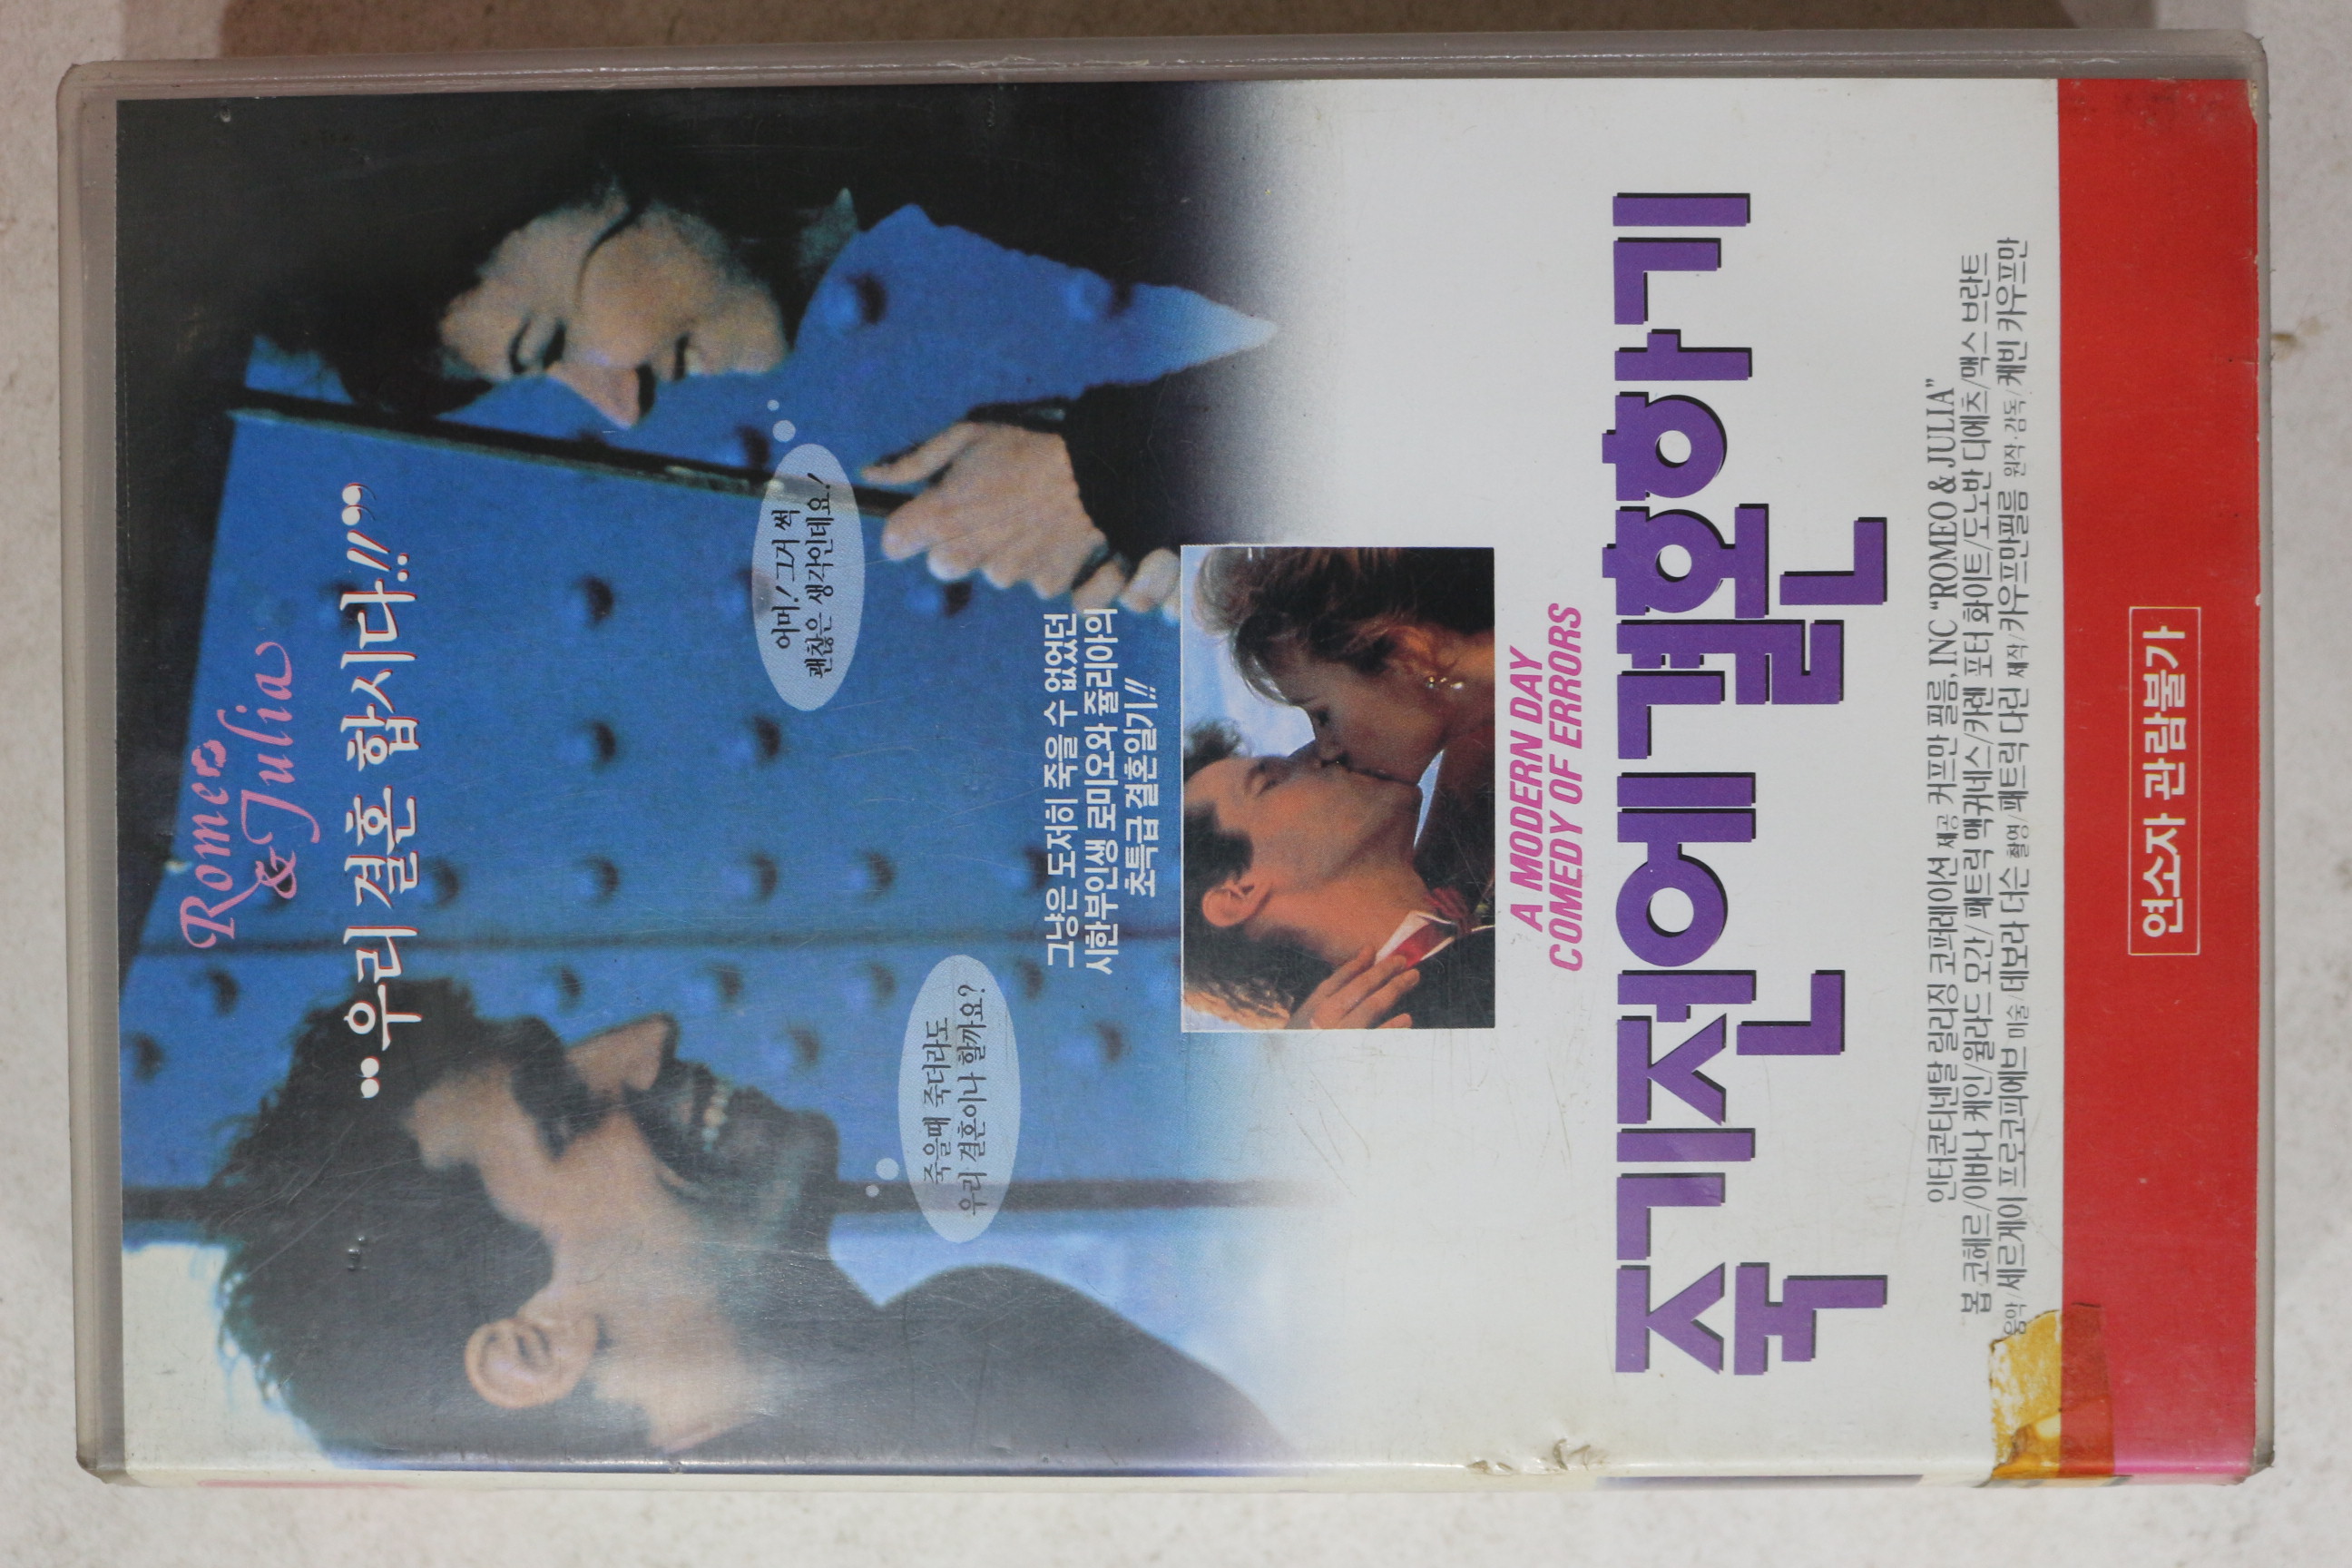 Romeo
& Julia
“우리 결혼 합시다!!”
어머! 그거 썩
괜찮은 생각인데요!
죽을때 죽더라도
우리 결혼이나 할까요?
그냥은 도저히 죽을 수 없었던
시한부인생 로미오와 쥴리아의
초특급 결혼일기!!
A MODERN DAY
COMEDY OF ERRORS
죽기전에 결혼하기
인터콘티넨탈 릴리징 코퍼레이션 제공 커프만 필름, INC “ROMEO & JULIA”
봅 코헤르/이바나 케인/윌라드 모간/패트릭 맥귀네스/카렌 포터 화이트/도노반 디에츠/맥스 브란트
음악/세르게이 프로코피에브 미술/데보라 더슨 촬영/패트릭 다린 제작/카우프만필름 원작·감독/케빈 카우프만
연소자 관람불가